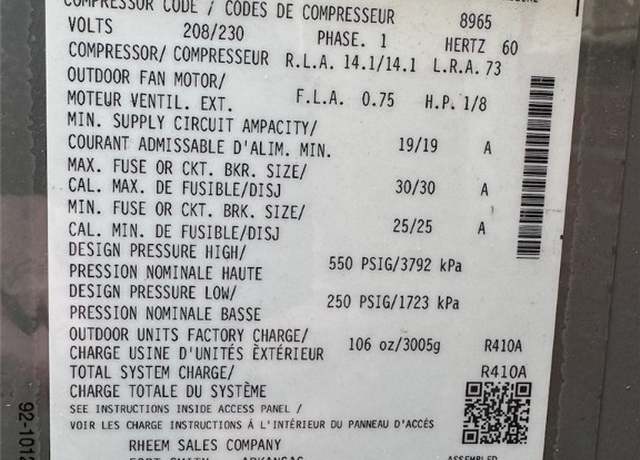 COMPRESSOR CODE / CODES DE COMPRESSEUR 8965
VOLTS 208/230 PHASE. 1 HERTZ 60
COMPRESSOR/ COMPRESSEUR R.L.A. 14.1/14.1 L.R.A. 73
OUTDOOR FAN MOTOR/
MOTEUR VENTIL. EXT. F.L.A. 0.75 H.P. 1/8
MIN. SUPPLY CIRCUIT AMPACITY/
COURANT ADMISSABLE D'ALIM. MIN. 19/19 A
MAX. FUSE OR CKT. BKR. SIZE/
CAL. MAX. DE FUSIBLE/DISJ 30/30 A
MIN. FUSE OR CKT. BRK. SIZE/
CAL. MIN. DE FUSIBLE/DISJ 25/25 A
DESIGN PRESSURE HIGH/
PRESSION NOMINALE HAUTE 550 PSIG/3792 kPa
DESIGN PRESSURE LOW/
PRESSION NOMINALE BASSE 250 PSIG/1723 kPa
OUTDOOR UNITS FACTORY CHARGE/
CHARGE USINE D'UNITÉS ÈXTÉRIEUR 106 oz/3005g R410A
TOTAL SYSTEM CHARGE/
CHARGE TOTALE DU SYSTÈME R410A
SEE INSTRUCTIONS INSIDE ACCESS PANEL /
VOIR LES CHARGE INSTRUCTIONS À L'INTÉRIEUR DU PANNEAU D'ACCÉS
RHEEM SALES COMPANY
FORT SMITH, ARKANSAS ASSEMBLED